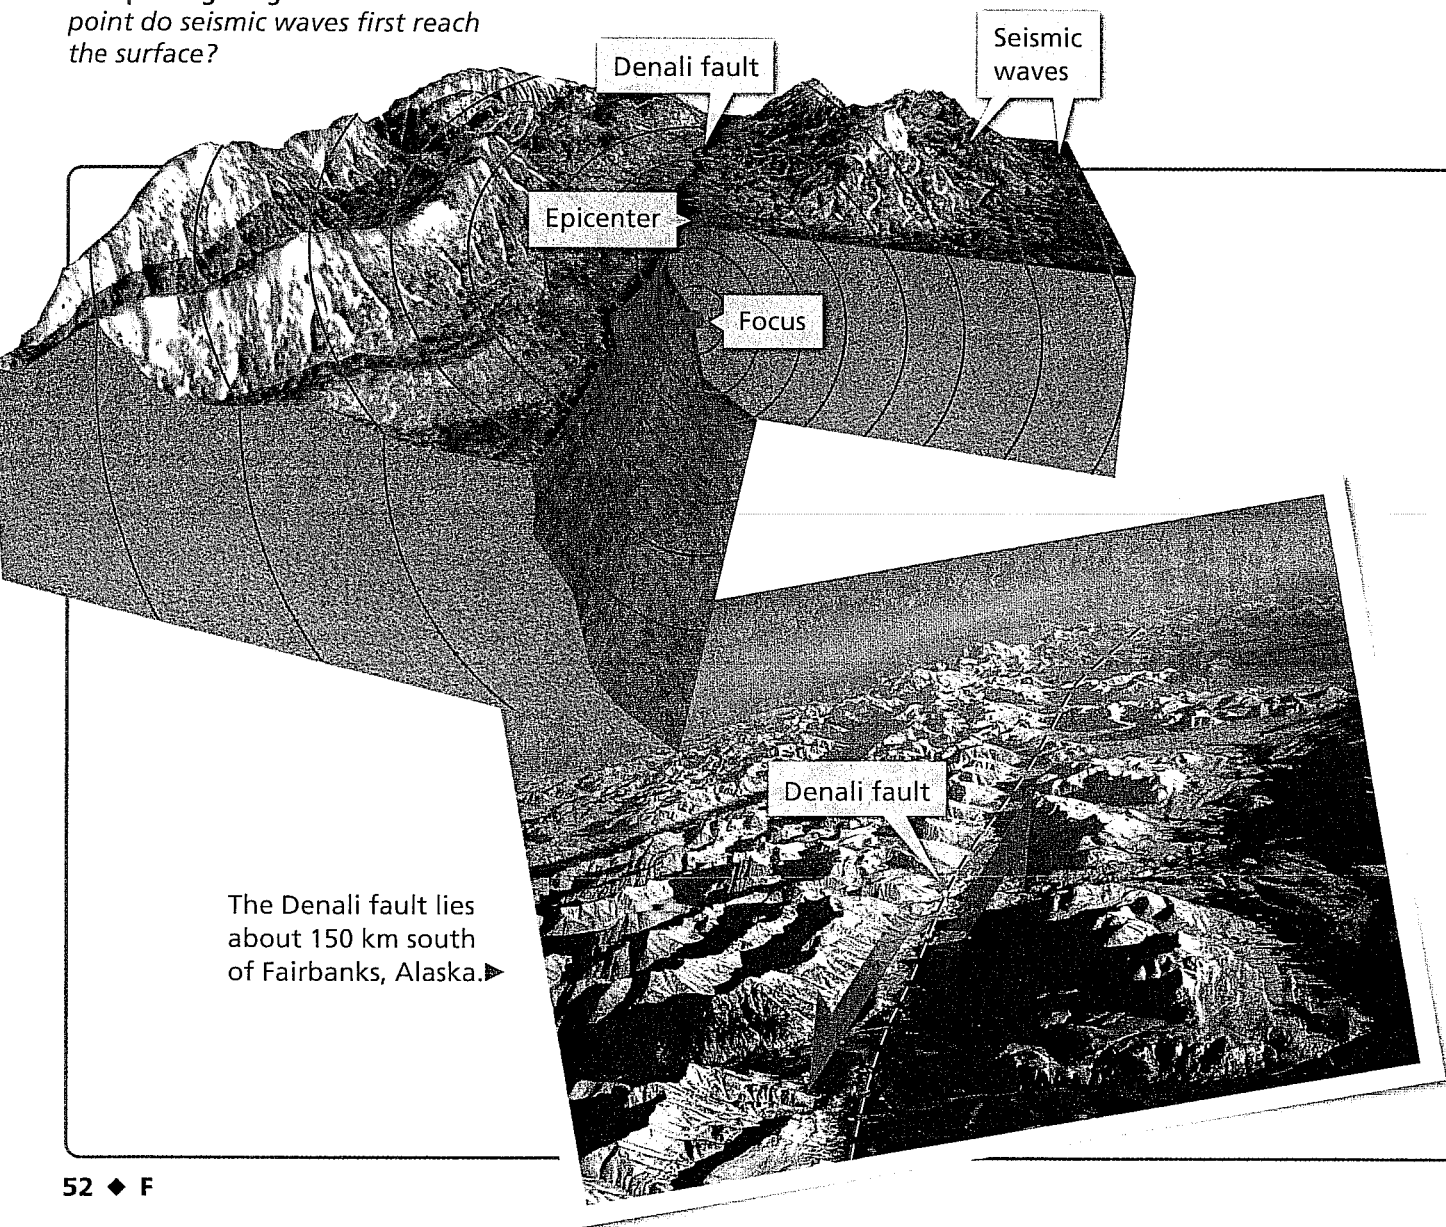 point do seismic waves first reach
the surface?
Denali fault
Seismic
waves
Epicenter
Focus
Denali fault
The Denali fault lies
about 150 km south
of Fairbanks, Alaska.▶
52 ◆ F